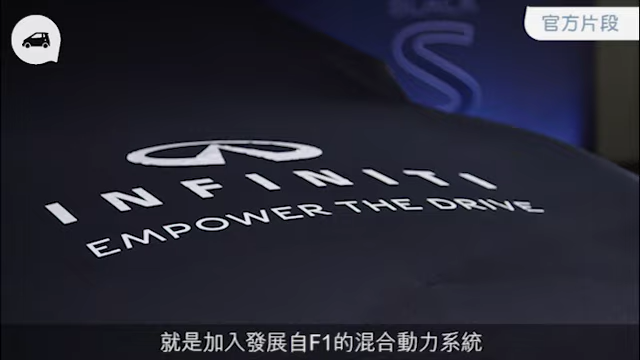 官方片段
BLACK
S
INFINITI
EMPOWER THE DRIVE
就是加入發展自F1的混合動力系統